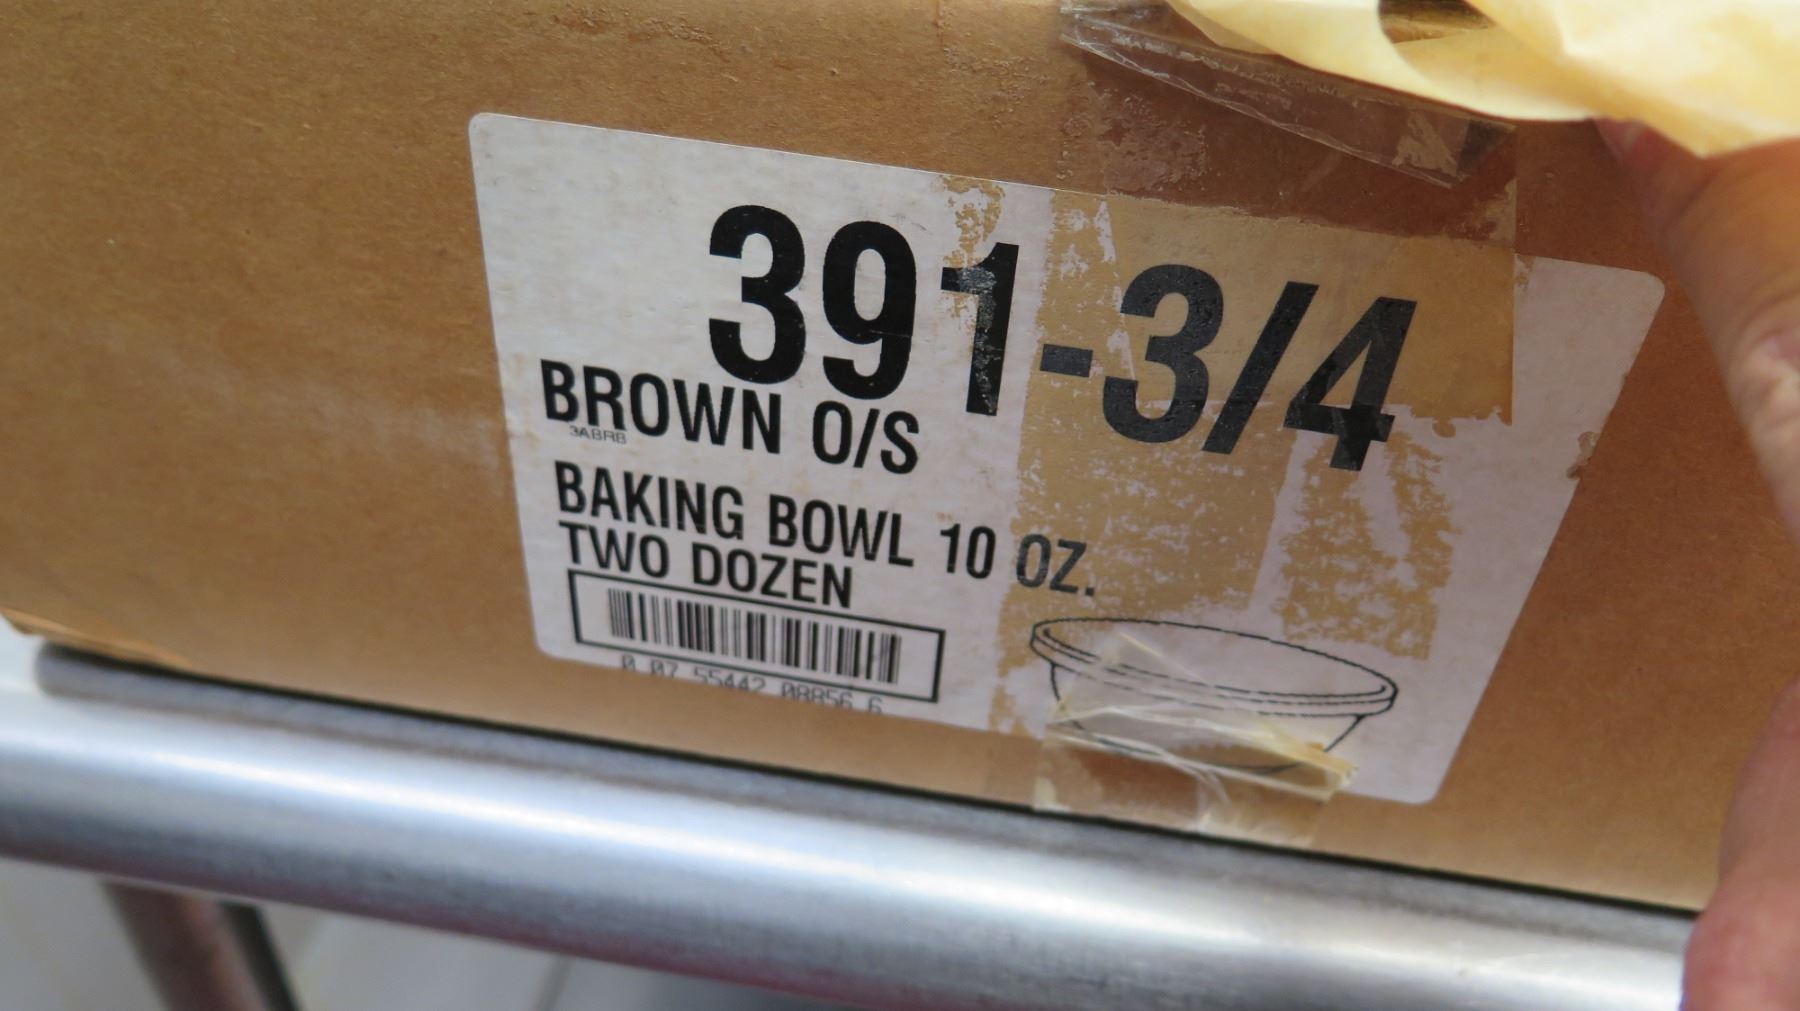 391-3/4
BROWN O/S
3ABRB
BAKING BOWL 10 OZ.
TWO DOZEN
0 07 55442 08856 6